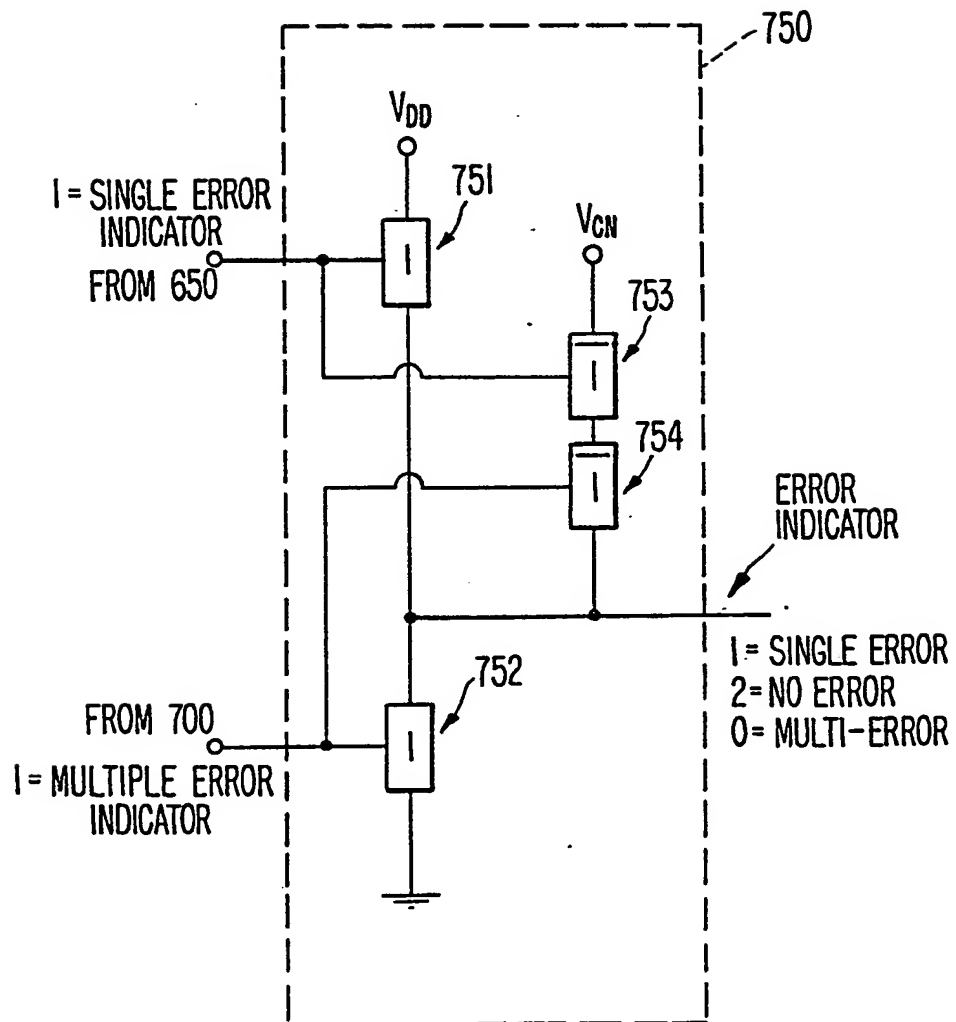 750
VDD
751
1 = SINGLE ERROR
INDICATOR
FROM 650
VCN
753
754
ERROR
INDICATOR
1 = SINGLE ERROR
2 = NO ERROR
0 = MULTI-ERROR
752
FROM 700
1 = MULTIPLE ERROR
INDICATOR
1
1
1
1